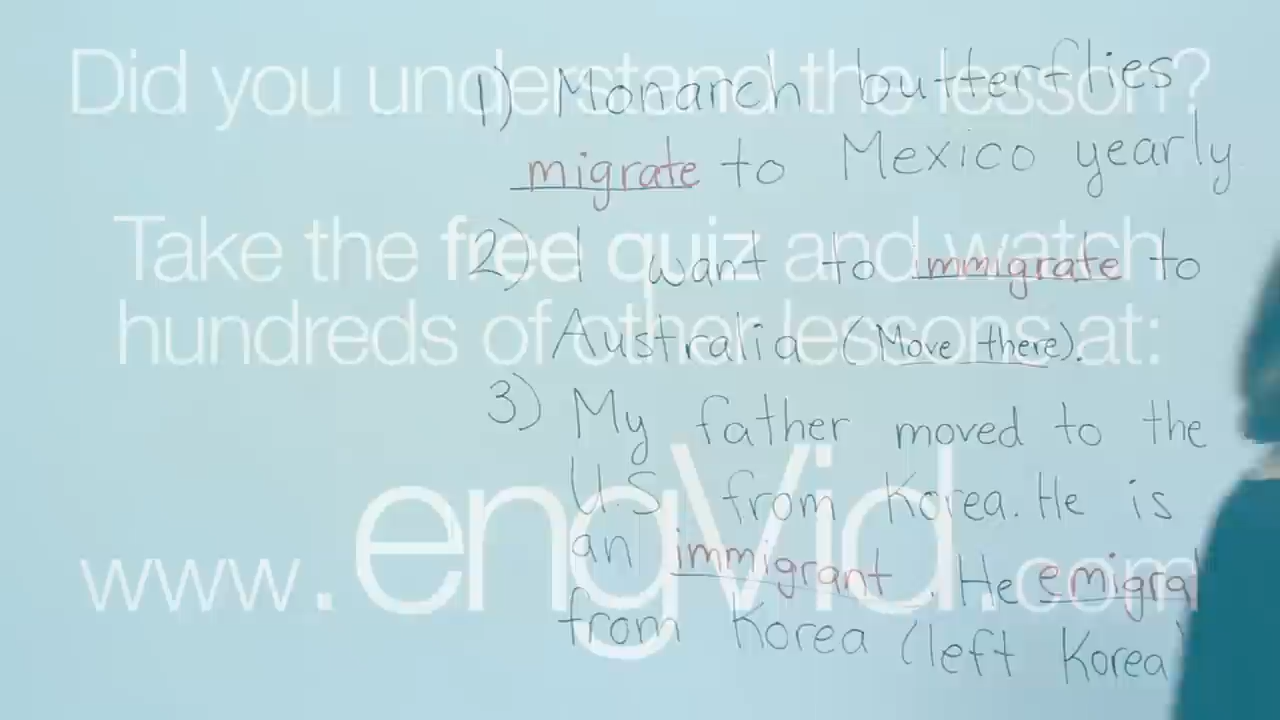 Did you understand the lesson?
Take the free quiz and watch
hundreds of other lessons at:
www.engVid.com
1) Monarch butterflies
migrate to Mexico yearly
2) I want to immigrate to
Australia (Move there).
3) My father moved to the
U.S. from Korea. He is
an immigrant. He emigra
from Korea (left Korea